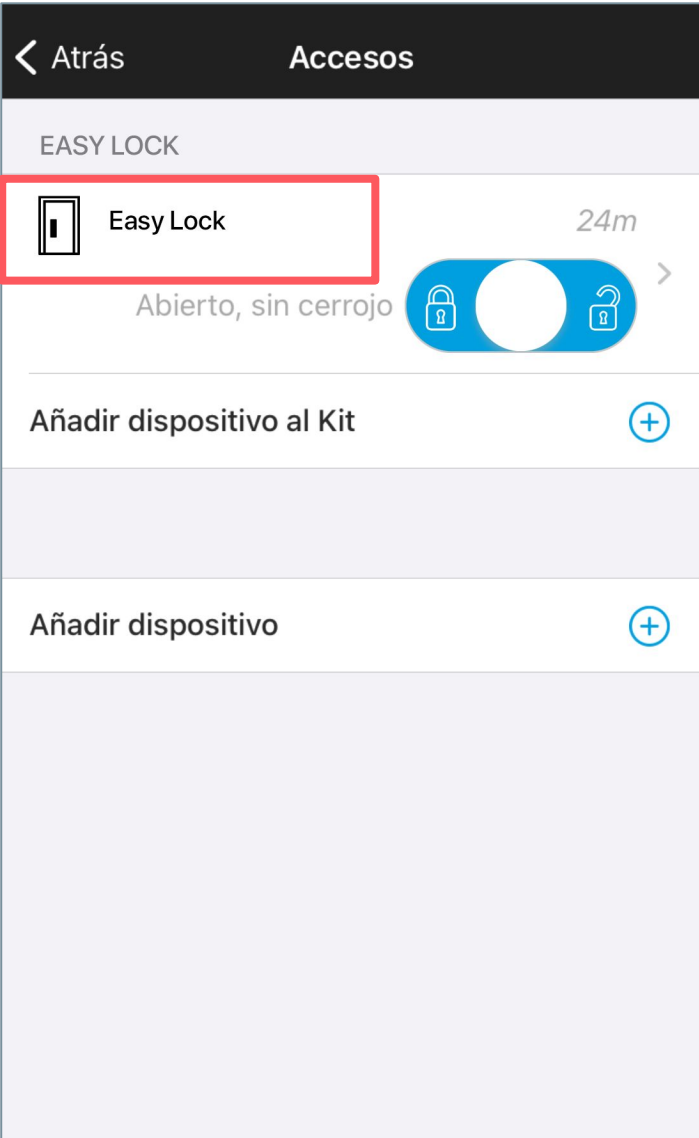 Atrás
Accesos
EASY LOCK
Easy Lock
24m
Abierto, sin cerrojo
Añadir dispositivo al Kit
Añadir dispositivo